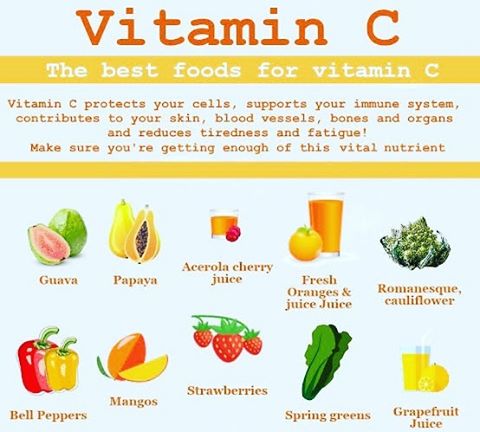 Vitamin C
The best foods for vitamin C
Vitamin C protects your cells, supports your immune system,
contributes to your skin, blood vessels, bones and organs
and reduces tiredness and fatigue!
Make sure you're getting enough of this vital nutrient
Guava
Papaya
Acerola cherry
juice
Fresh
Oranges &
juice Juice
Romanesque,
cauliflower
Bell Peppers
Mangos
Strawberries
Spring greens
Grapefruit
Juice